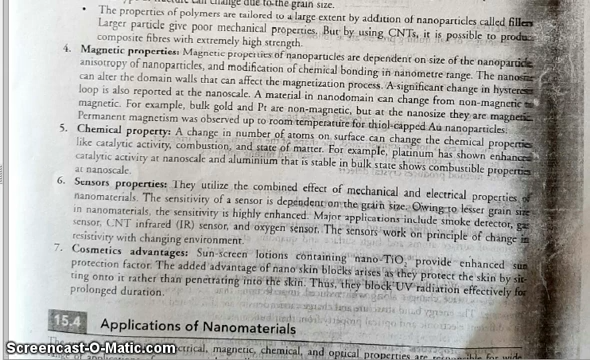 can change due to the grain size.
• The properties of polymers are tailored to a large extent by addition of nanoparticles called fillers
Larger particle give poor mechanical properties. But by using CNTs, it is possible to produce
composite fibres with extremely high strength.
4. Magnetic properties: Magnetic properties of nanoparticles are dependent on size of the nanoparticle,
anisotropy of nanoparticles, and modification of chemical bonding in nanometre range. The nanosize
can alter the domain walls that can affect the magnetization process. A significant change in hysteresis
loop is also reported at the nanoscale. A material in nanodomain can change from non-magnetic to
magnetic. For example, bulk gold and Pt are non-magnetic, but at the nanosize they are magnetic.
Permanent magnetism was observed up to room temperature for thiol-capped Au nanoparticles.
5. Chemical property: A change in number of atoms on surface can change the chemical properties
like catalytic activity, combustion, and state of matter. For example, platinum has shown enhanced
catalytic activity at nanoscale and aluminium that is stable in bulk state shows combustible properties
at nanoscale.
6. Sensors properties: They utilize the combined effect of mechanical and electrical properties of
nanomaterials. The sensitivity of a sensor is dependent on the grain size. Owing to lesser grain size
in nanomaterials, the sensitivity is highly enhanced. Major applications include smoke detector, gas
sensor, CNT infrared (IR) sensor, and oxygen sensor. The sensors work on principle of change in
resistivity with changing environment.
7. Cosmetics advantages: Sun-screen lotions containing nano-TiO₂ provide enhanced sun
protection factor. The added advantage of nano skin blocks arises as they protect the skin by sit-
ting onto it rather than penetrating into the skin. Thus, they block UV radiation effectively for
prolonged duration.
15.4 Applications of Nanomaterials
electrical, magnetic, chemical, and optical properties are responsible for wide
Screencast-O-Matic.com